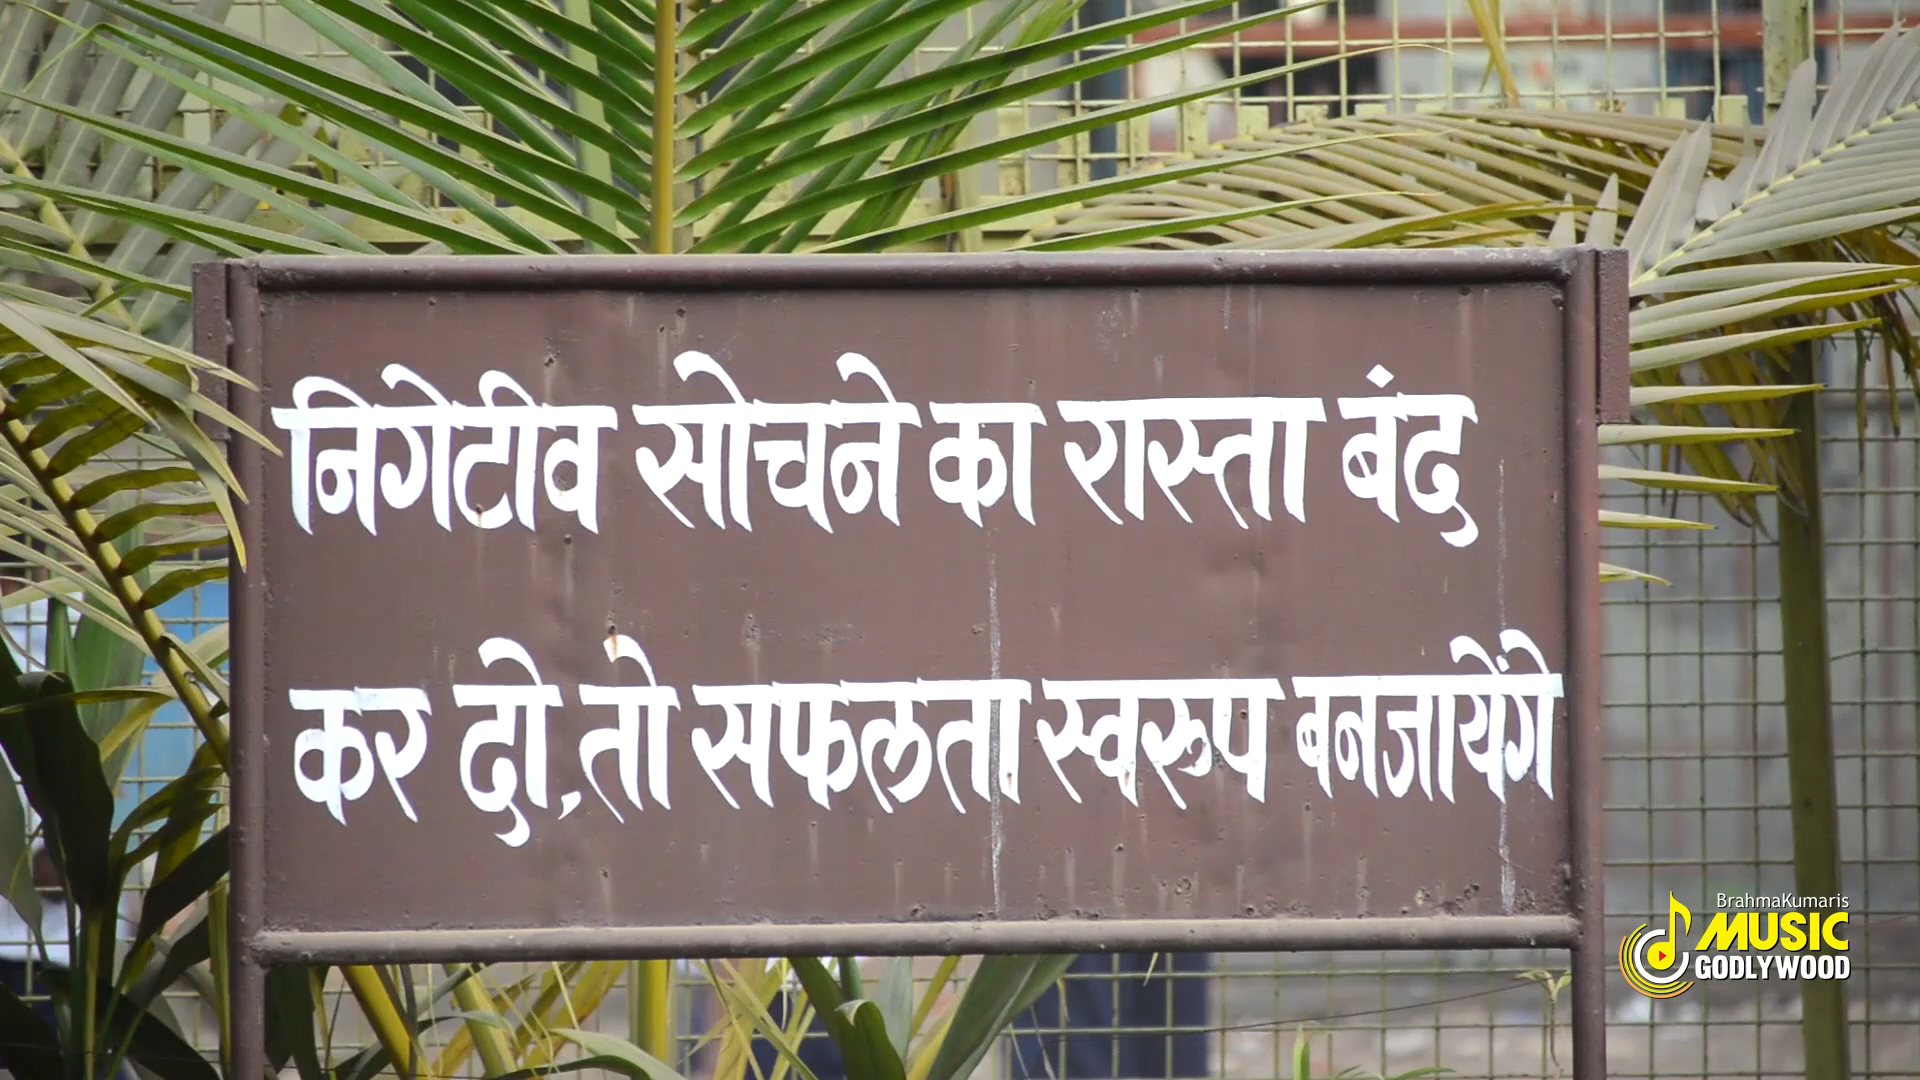 निगेटीव सोचने का रास्ता बंद
कर दो, तो सफलता स्वरूप बनजायेंगे
BrahmaKumaris
MUSIC
GODLYWOOD